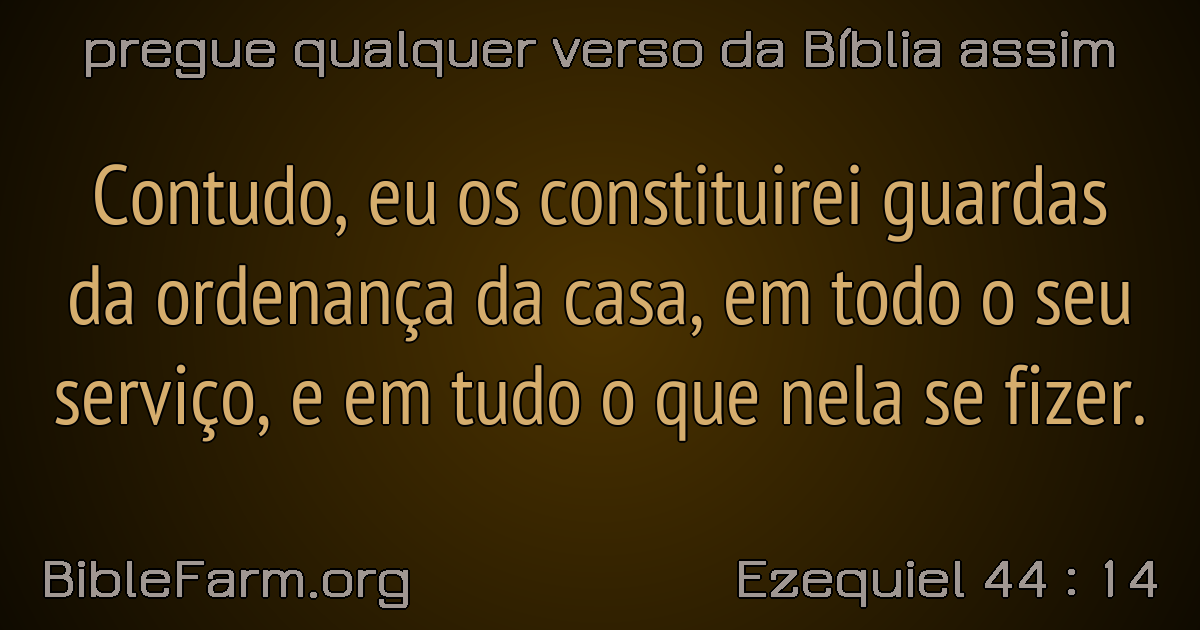 pregue qualquer verso da Bíblia assim
Contudo, eu os constituirei guardas
da ordenança da casa, em todo o seu
serviço, e em tudo o que nela se fizer.
BibleFarm.org
Ezequiel 44 : 14